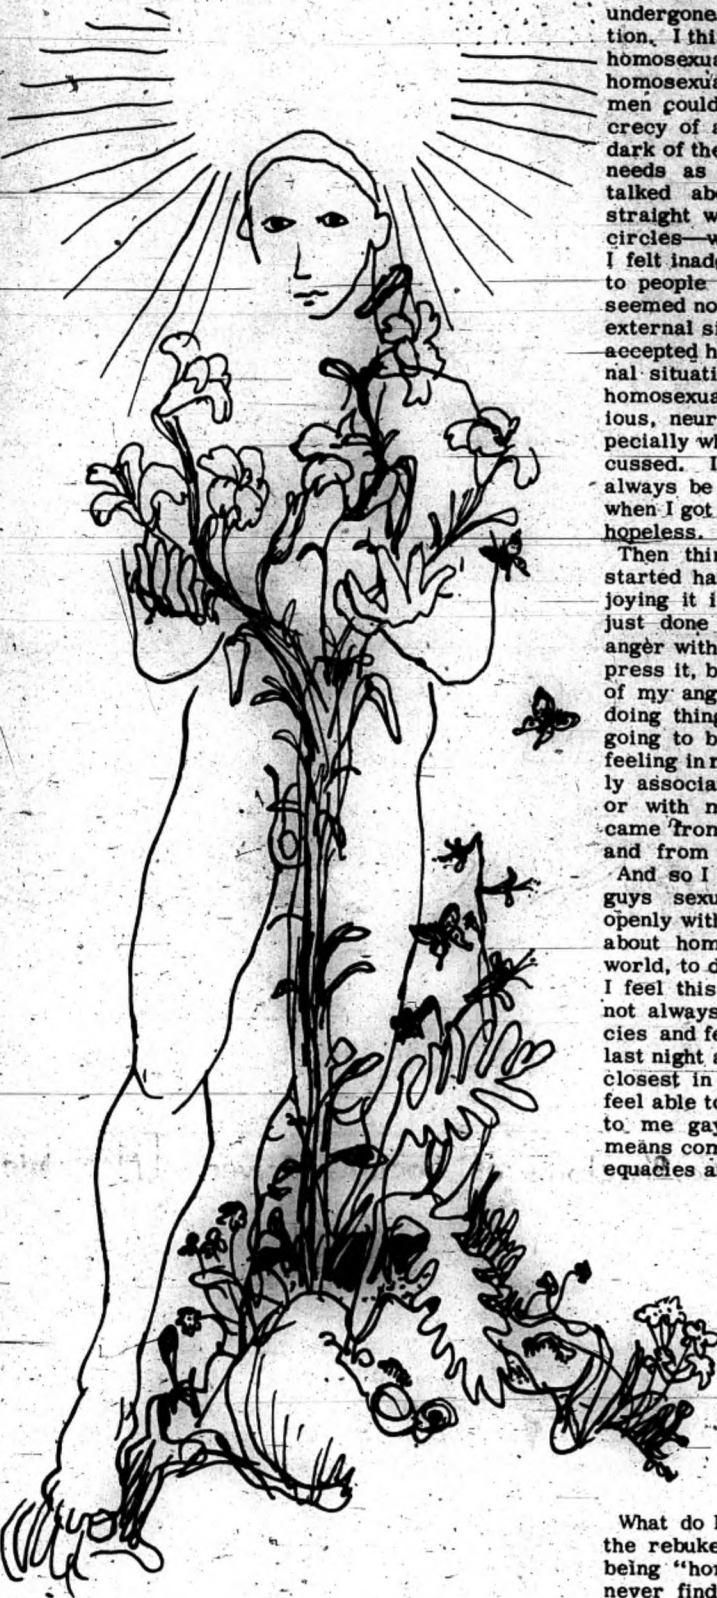 undergone
tion. I thi
homosexua
homosexua
men could
crecy of a
dark of the
needs as
talked abo
straight w
circles—w
I felt inade
to people
seemed no
external si
accepted h
nal situati
homosexua
ious, neur
pecially wh
cussed. I
always be
when I got
hopeless.
Then thin
started ha
joying it i
just done
anger with
press it, b
of my ang
doing thing
going to b
feeling in r
ly associa
or with n
came from
and from
And so I
guys sexu
openly with
about hom
world, to d
I feel this
not always
cies and fe
last night a
closest in
feel able to
to me gay
means com
equacies a
What do I
the rebuke
being "hor
never find